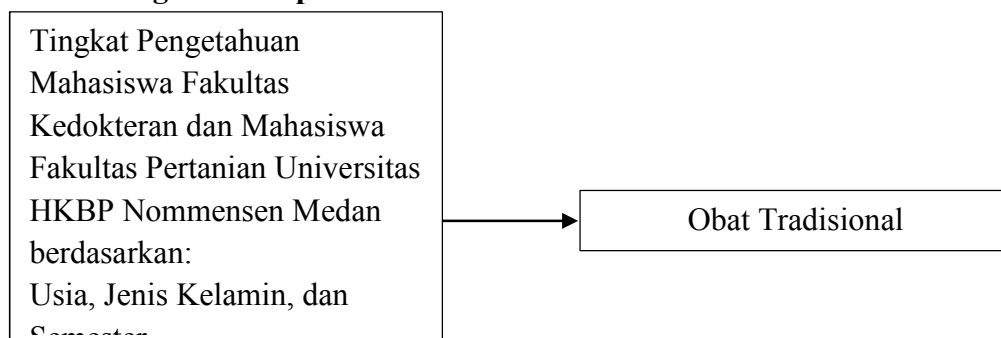 Tingkat Pengetahuan
Mahasiswa Fakultas
Kedokteran dan Mahasiswa
Fakultas Pertanian Universitas
HKBP Nommensen Medan
berdasarkan:
Usia, Jenis Kelamin, dan
Semester
Obat Tradisional